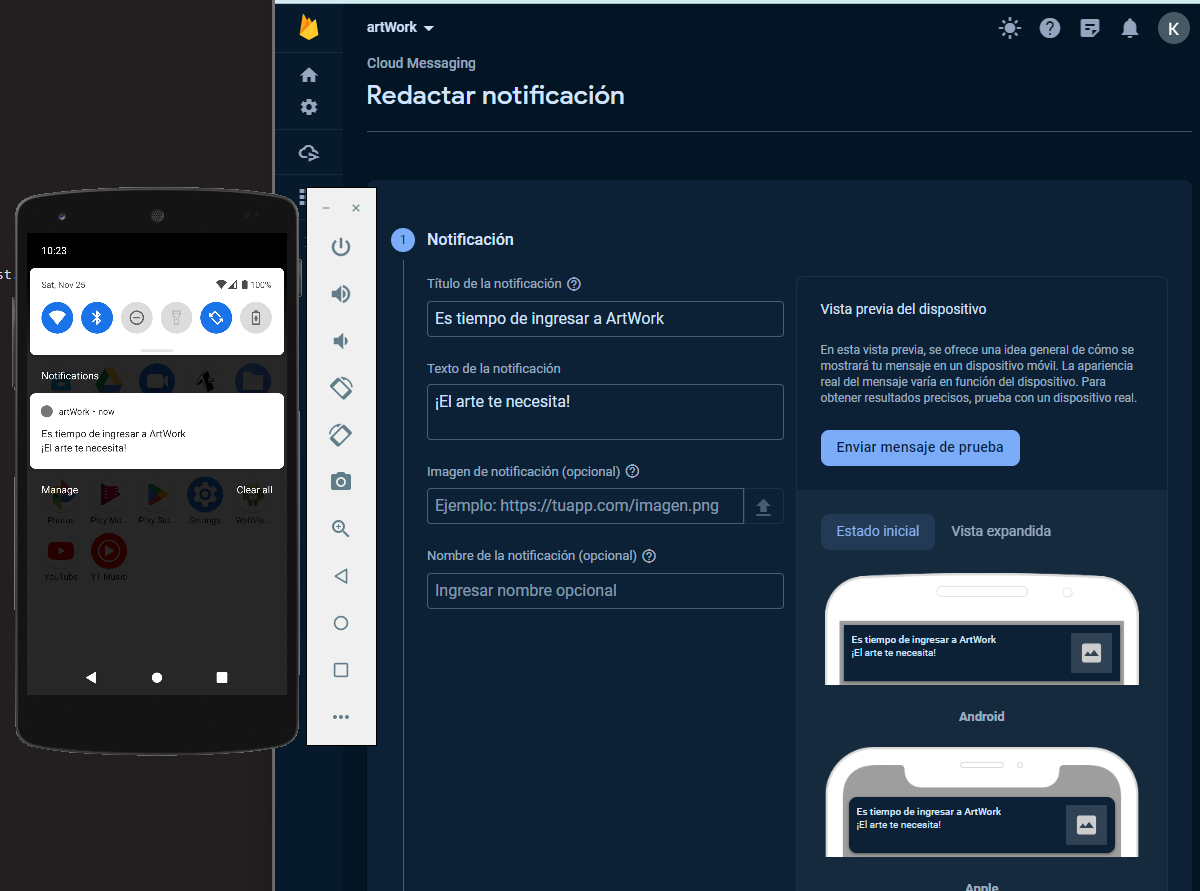 artWork
K
Cloud Messaging
Redactar notificación
1
Notificación
Título de la notificación
Es tiempo de ingresar a ArtWork
Texto de la notificación
¡El arte te necesita!
Imagen de notificación (opcional)
Ejemplo: https://tuapp.com/imagen.png
Nombre de la notificación (opcional)
Ingresar nombre opcional
Vista previa del dispositivo
En esta vista previa, se ofrece una idea general de cómo se
mostrará tu mensaje en un dispositivo móvil. La apariencia
real del mensaje varía en función del dispositivo. Para
obtener resultados precisos, prueba con un dispositivo real.
Enviar mensaje de prueba
Estado inicial
Vista expandida
Es tiempo de ingresar a ArtWork
¡El arte te necesita!
Android
Es tiempo de ingresar a ArtWork
¡El arte te necesita!
Apple
st.
10:23
Sat, Nov 25
100%
Notifications
artWork • now
Es tiempo de ingresar a ArtWork
¡El arte te necesita!
Manage
Clear all
Photos
Play Mo...
Play Sto...
Settings
WebVie...
YouTube
YT Music